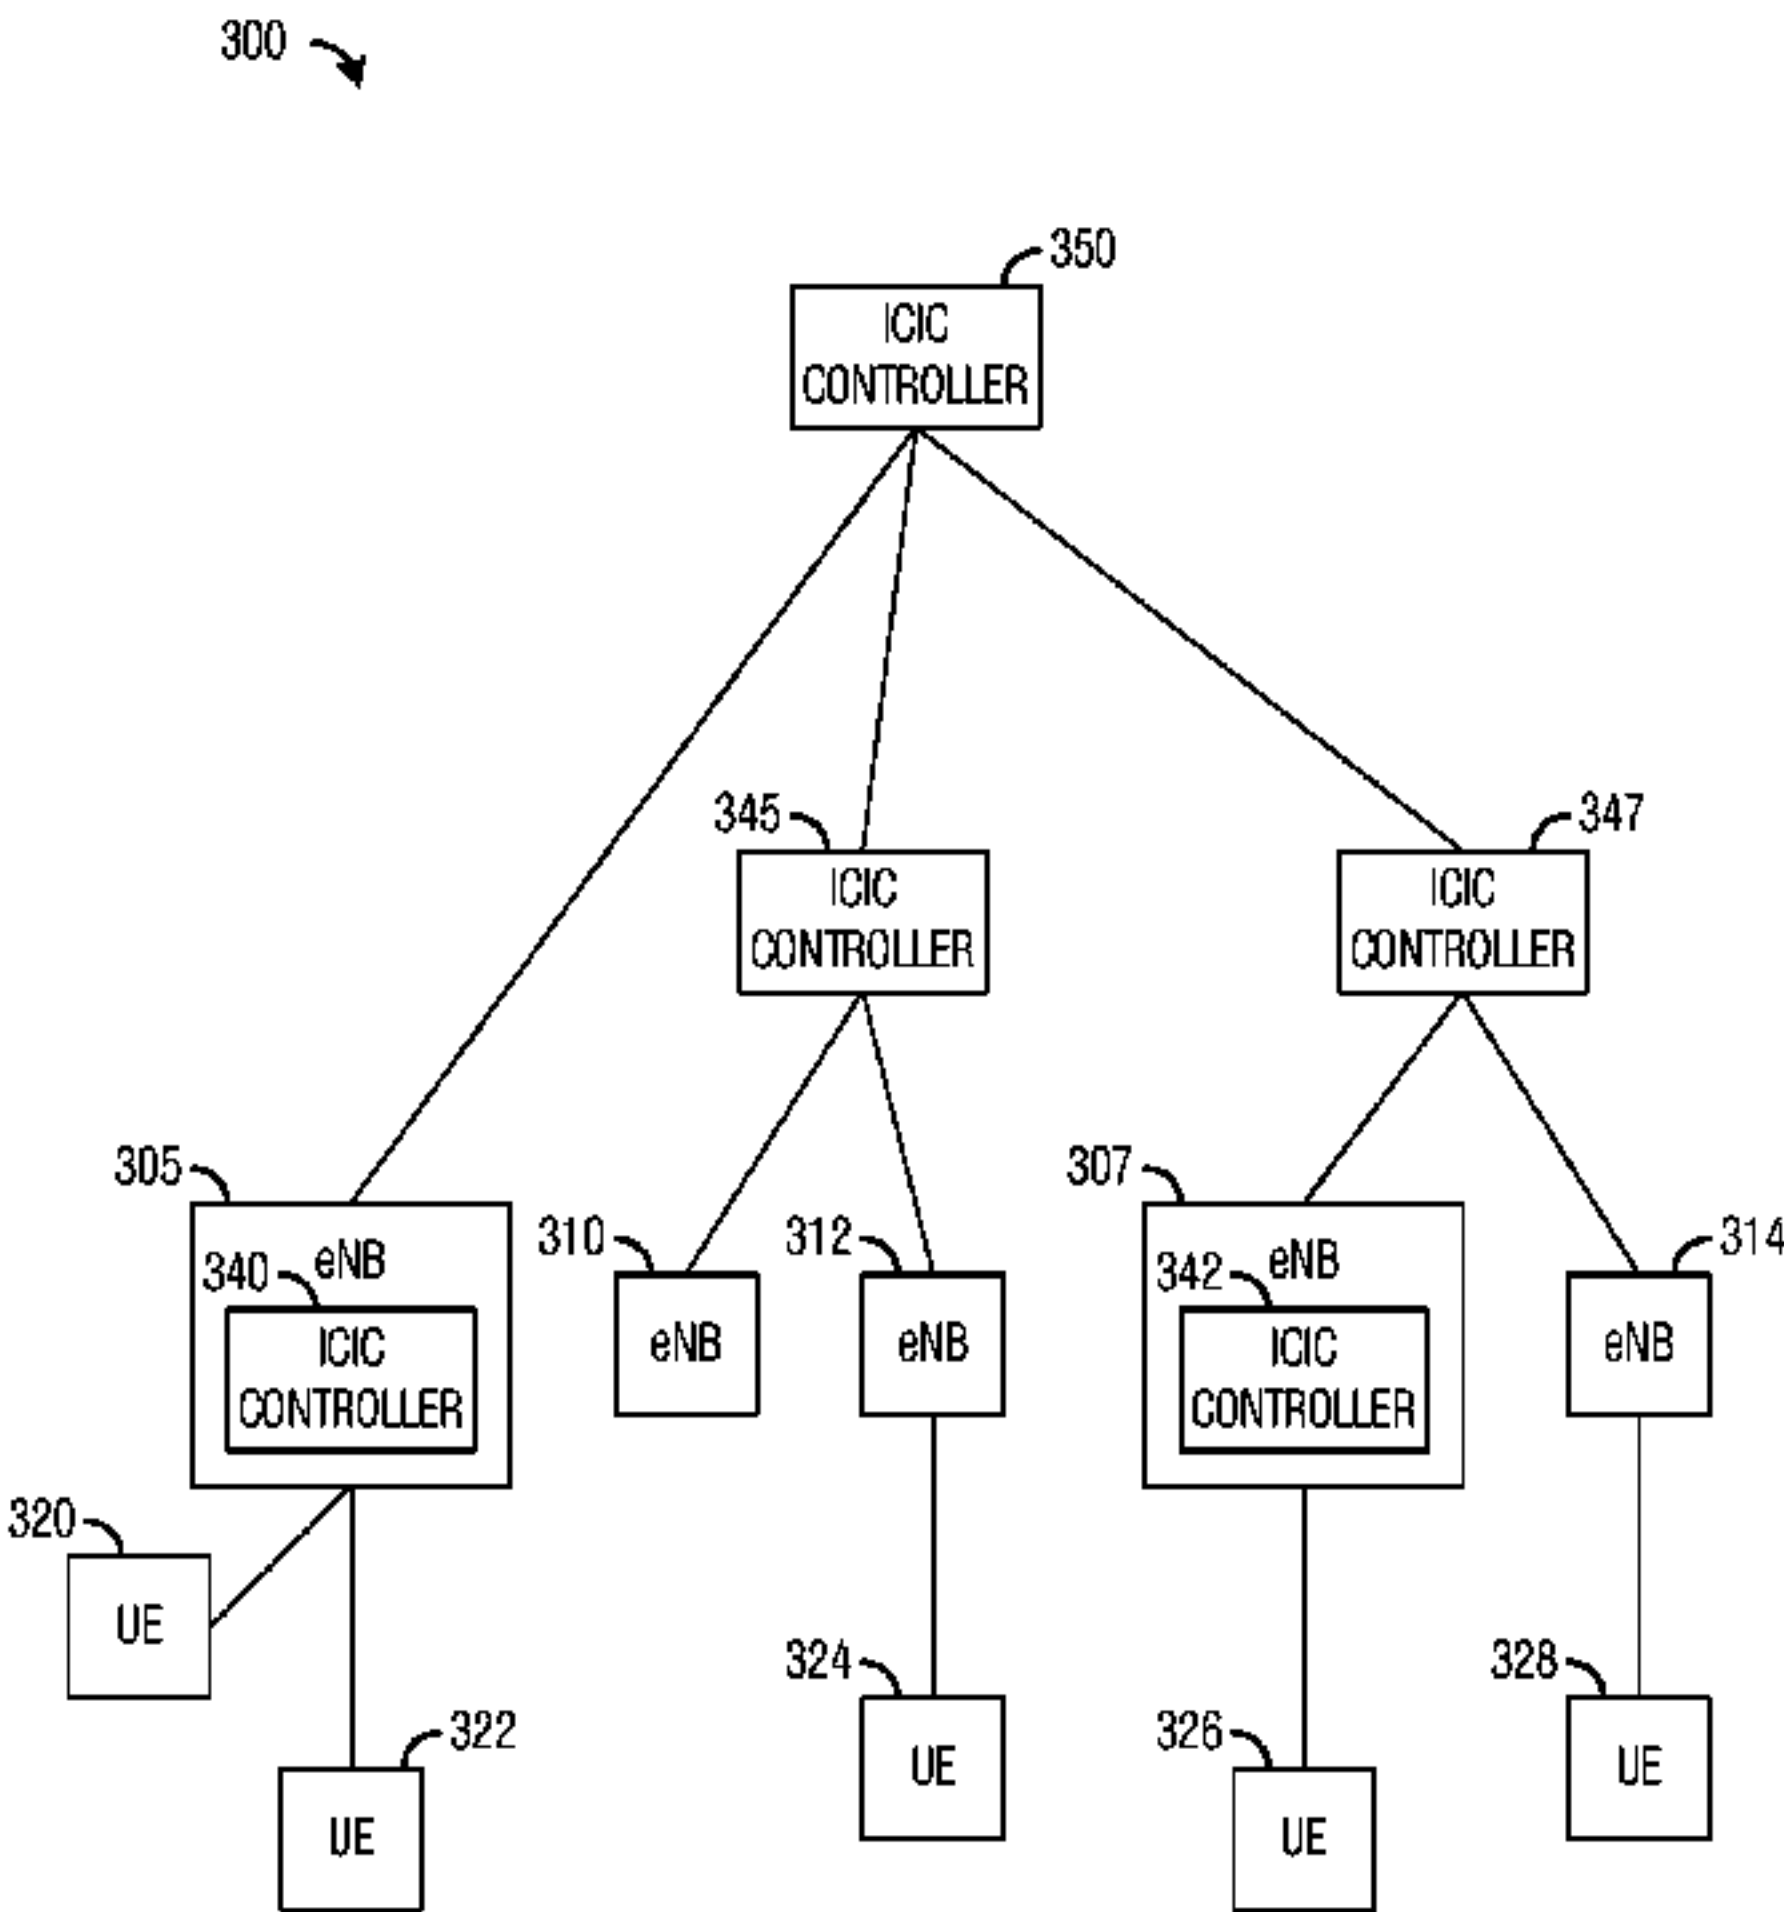 300
350
ICIC
CONTROLLER
345
347
ICIC
CONTROLLER
ICIC
CONTROLLER
305
307
310
312
314
eNB
eNB
340
342
ICIC
CONTROLLER
eNB
eNB
ICIC
CONTROLLER
eNB
320
UE
324
328
322
326
UE
UE
UE
UE